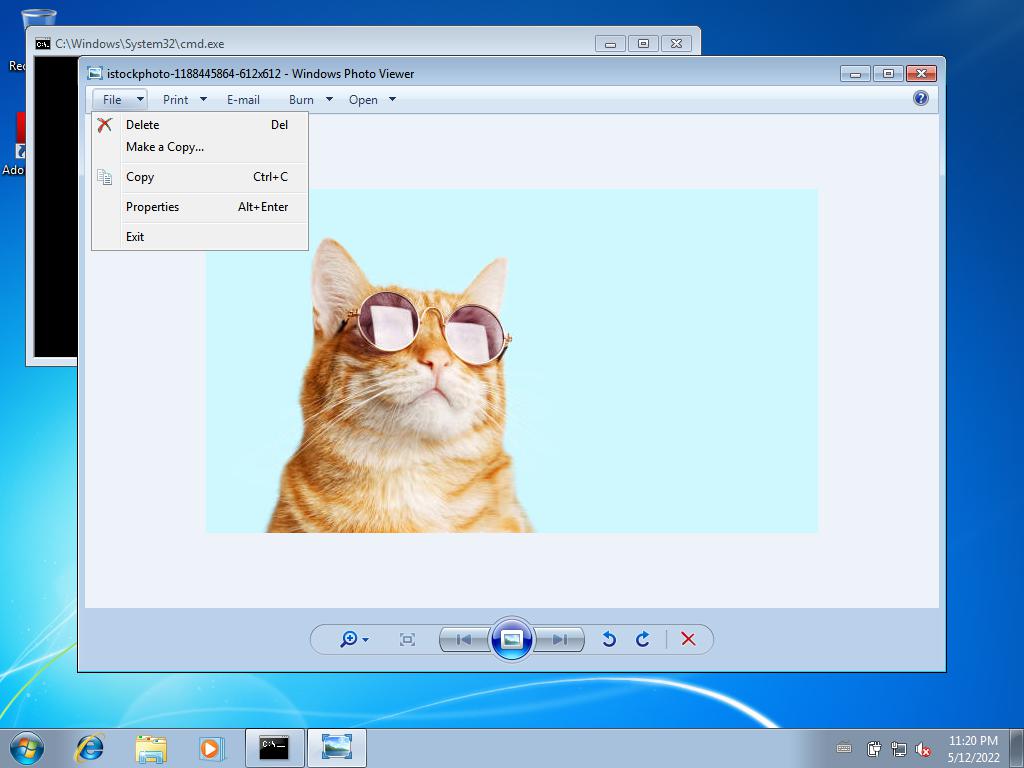 Rec
C:\Windows\System32\cmd.exe
istockphoto-1188445864-612x612 - Windows Photo Viewer
File Print E-mail Burn Open
Delete Del
Make a Copy...
Copy Ctrl+C
Properties Alt+Enter
Exit
Ado
C:\_
11:20 PM
5/12/2022